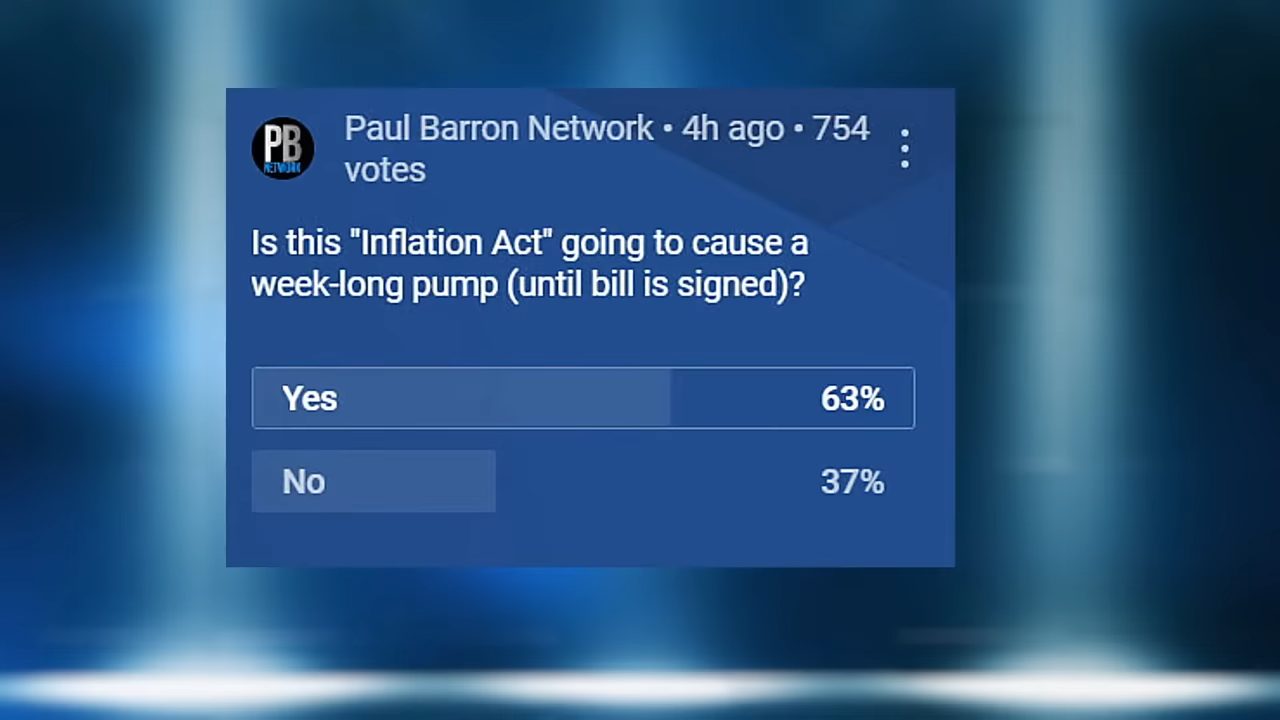 PB
NETWORK
Paul Barron Network • 4h ago • 754
votes
Is this "Inflation Act" going to cause a
week-long pump (until bill is signed)?
Yes 63%
No 37%